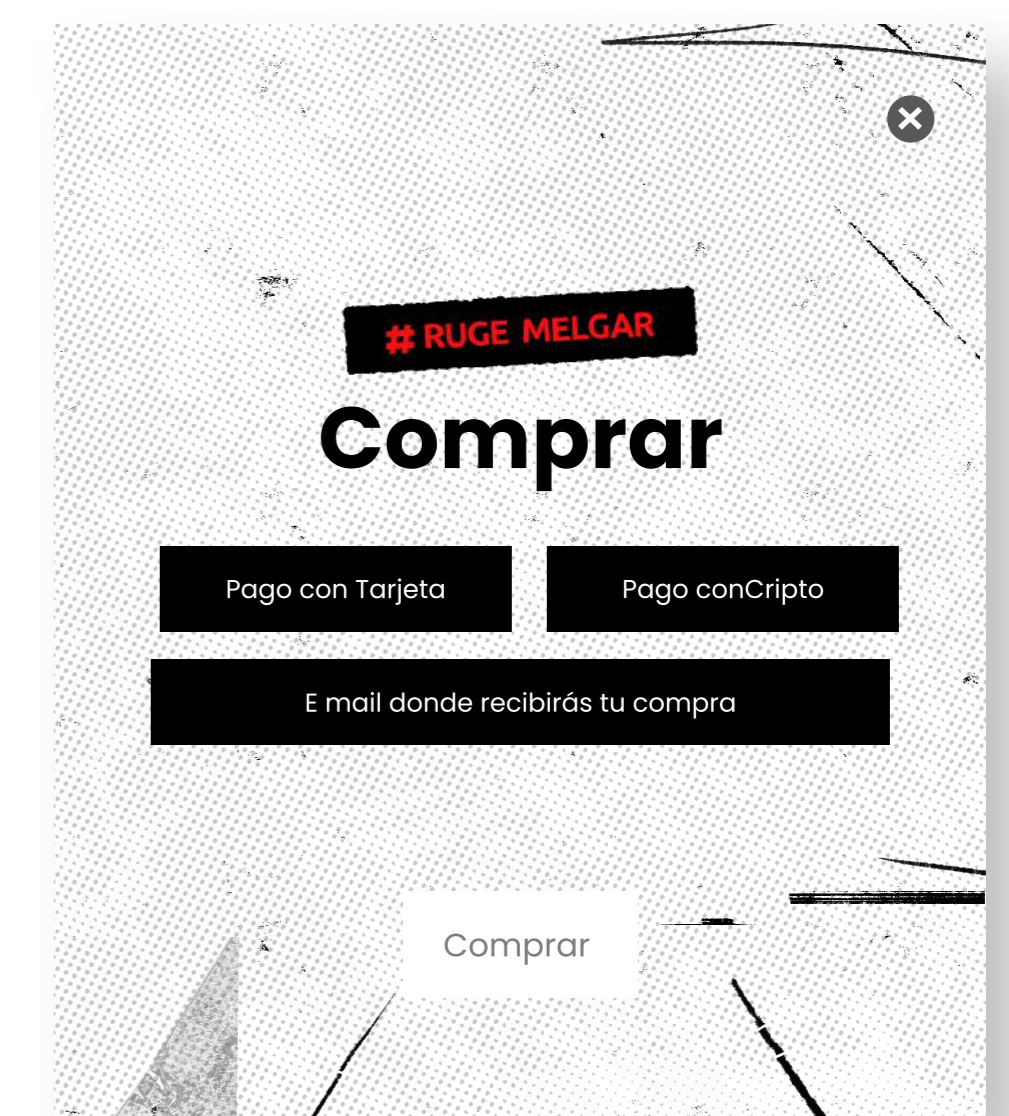 # RUGE MELGAR
Comprar
Pago con Tarjeta
Pago conCripto
E mail donde recibirás tu compra
Comprar